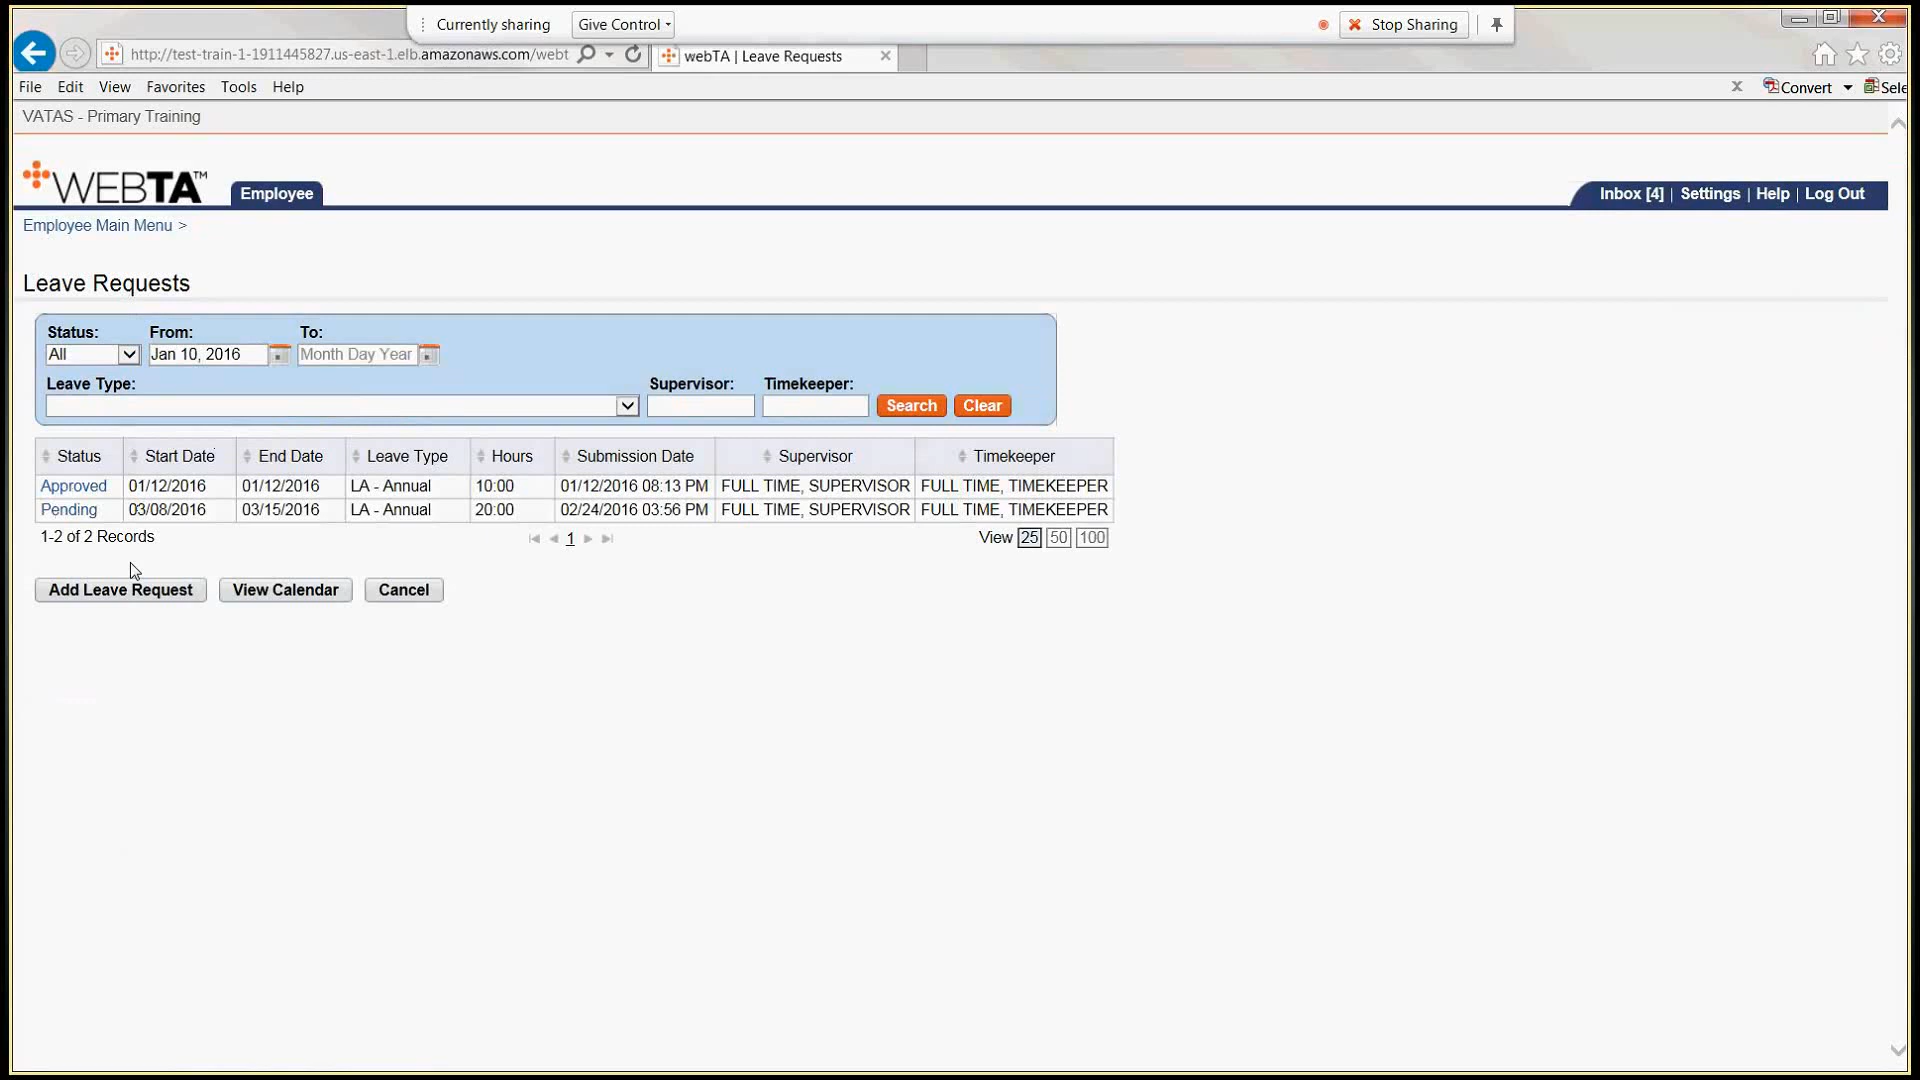 Currently sharing Give Control Stop Sharing
http://test-train-1-1911445827.us-east-1.elb.amazonaws.com/webt webTA | Leave Requests
File Edit View Favorites Tools Help x Convert Sele
VATAS - Primary Training
WEBTA™ Employee Inbox [4] | Settings | Help | Log Out
Employee Main Menu >
Leave Requests
Status: From: To:
All Jan 10, 2016 Month Day Year
Leave Type: Supervisor: Timekeeper:
Search Clear
Status Start Date End Date Leave Type Hours Submission Date Supervisor Timekeeper
Approved 01/12/2016 01/12/2016 LA - Annual 10:00 01/12/2016 08:13 PM FULL TIME, SUPERVISOR FULL TIME, TIMEKEEPER
Pending 03/08/2016 03/15/2016 LA - Annual 20:00 02/24/2016 03:56 PM FULL TIME, SUPERVISOR FULL TIME, TIMEKEEPER
1-2 of 2 Records 1 View 25 50 100
Add Leave Request View Calendar Cancel